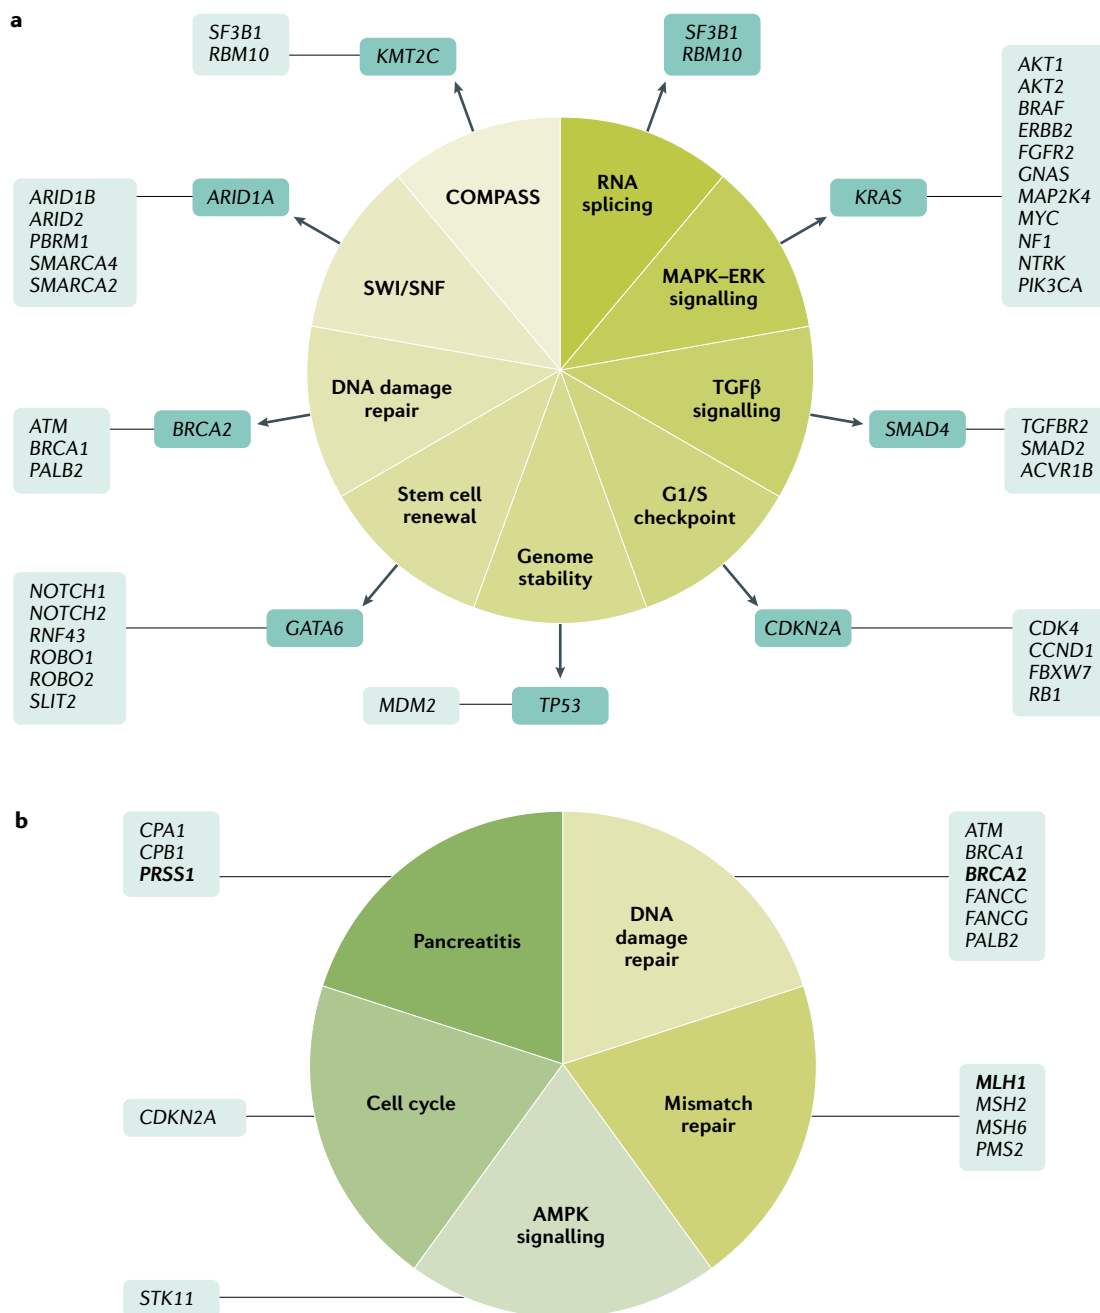 a
SF3B1
RBM10
KMT2C
SF3B1
RBM10
AKT1
AKT2
BRAF
ERBB2
FGFR2
GNAS
MAP2K4
MYC
NF1
NTRK
PIK3CA
COMPASS
RNA
splicing
ARID1B
ARID2
PBRM1
SMARCA4
SMARCA2
ARID1A
KRAS
SWI/SNF
MAPK–ERK
signalling
DNA damage
repair
TGFβ
signalling
ATM
BRCA1
PALB2
BRCA2
SMAD4
TGFBR2
SMAD2
ACVR1B
Stem cell
renewal
G1/S
checkpoint
Genome
stability
NOTCH1
NOTCH2
RNF43
ROBO1
ROBO2
SLIT2
GATA6
CDKN2A
CDK4
CCND1
FBXW7
RB1
MDM2
TP53
b
CPA1
CPB1
PRSS1
ATM
BRCA1
BRCA2
FANCC
FANCG
PALB2
Pancreatitis
DNA
damage
repair
CDKN2A
Cell cycle
Mismatch
repair
MLH1
MSH2
MSH6
PMS2
AMPK
signalling
STK11